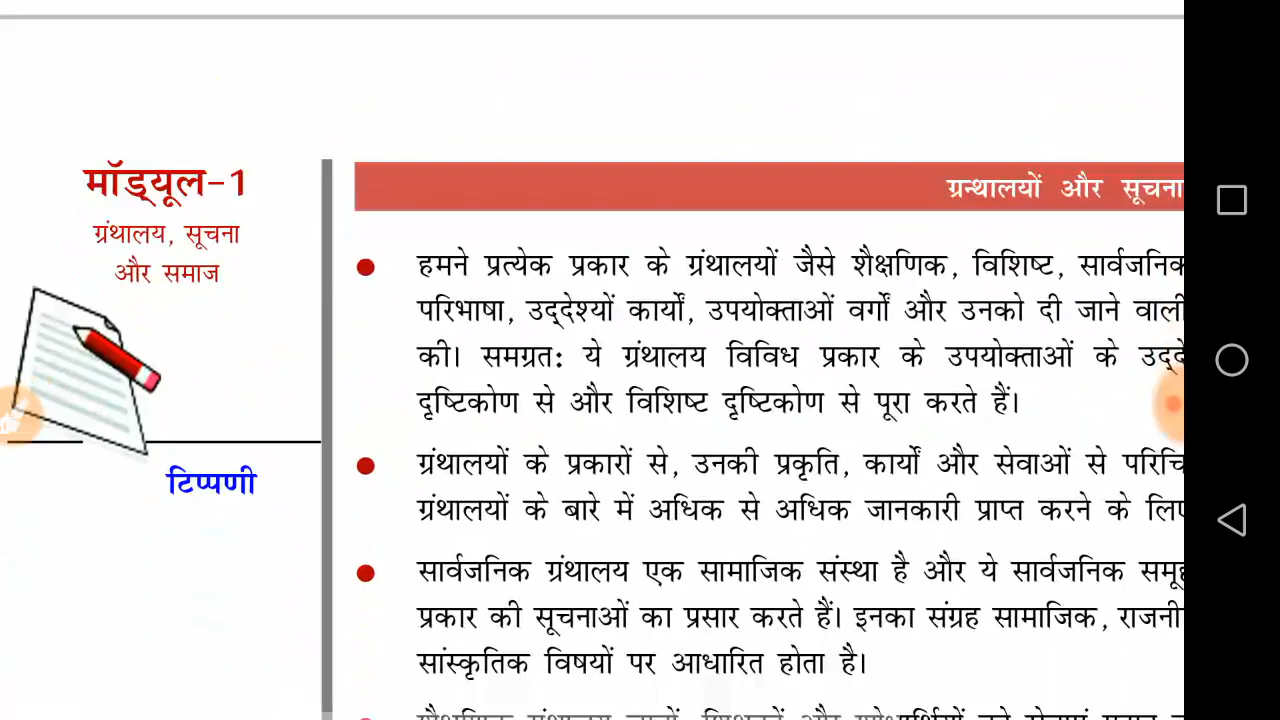 मॉड्यूल-1
ग्रंथालय, सूचना
और समाज
टिप्पणी
ग्रन्थालयों और सूचना
हमने प्रत्येक प्रकार के ग्रंथालयों जैसे शैक्षणिक, विशिष्ट, सार्वजनिक
परिभाषा, उद्देश्यों कार्यों, उपयोक्ताओं वर्गों और उनको दी जाने वाली
की। समग्रत: ये ग्रंथालय विविध प्रकार के उपयोक्ताओं के
दृष्टिकोण से और विशिष्ट दृष्टिकोण से पूरा करते हैं।
ग्रंथालयों के प्रकारों से, उनकी प्रकृति, कार्यों और सेवाओं से
ग्रंथालयों के बारे में अधिक से अधिक जानकारी प्राप्त करने के लिए
सार्वजनिक ग्रंथालय एक सामाजिक संस्था है और ये सार्वजनिक
प्रकार की सूचनाओं का प्रसार करते हैं। इनका संग्रह सामाजिक,
सांस्कृतिक विषयों पर आधारित होता है।